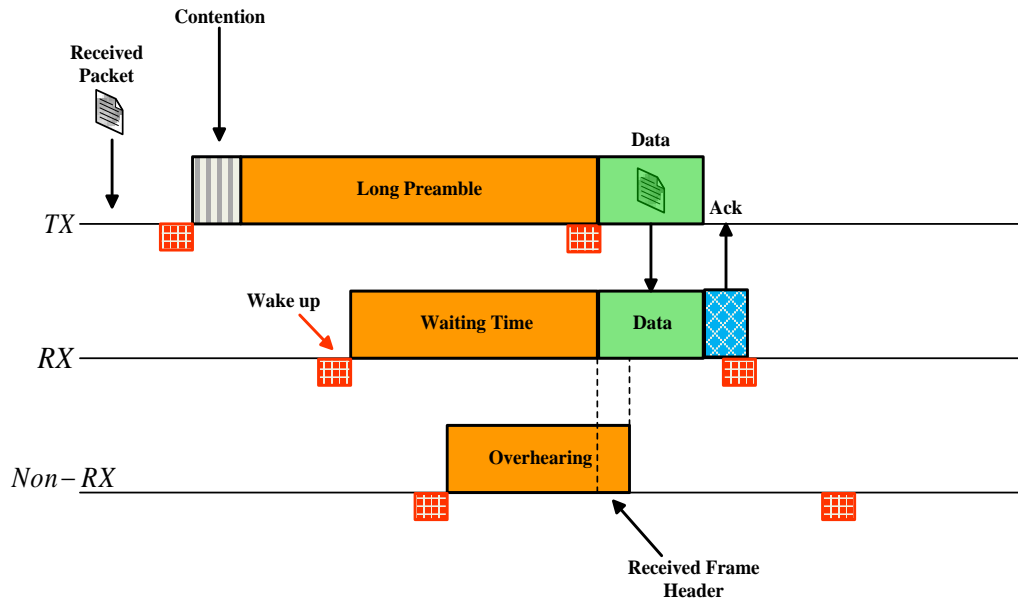 Contention
Received
Packet
Long Preamble
Data
Ack
TX
Wake up
Waiting Time
Data
RX
Overhearing
Non-RX
Received Frame
Header